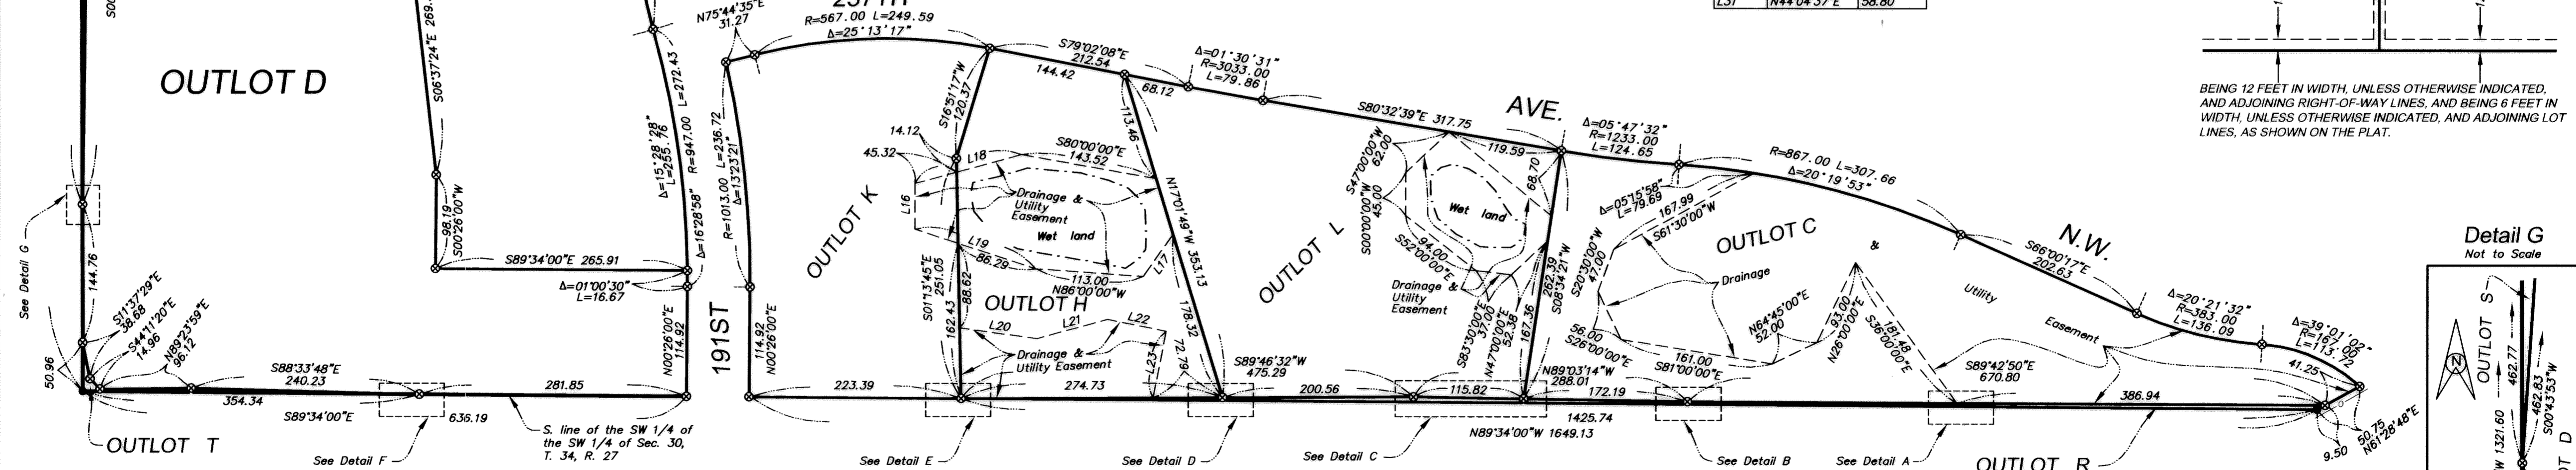 OUTLOT D
S06°37'24"E 269.
98.19
S00°26'00"W
S89°34'00"E 265.91
Δ=01°00'30"
L=16.67
N00°26'00"E
114.92
Δ=15°28'28"
L=255.76
R=947.00 L=272.43
Δ=16°28'58"
See Detail G
144.76
50.96
S11°37'29"E
38.68
S44°11'20"E
14.96
N89°23'59"E
96.12
S88°33'48"E
240.23
354.34
S89°34'00"E
636.19
281.85
OUTLOT T
See Detail F
S. line of the SW 1/4 of
the SW 1/4 of Sec. 30,
T. 34, R. 27
191ST
114.92
N00°26'00"E
R=1013.00 L=236.72
Δ=13°23'21"
N75°44'35"E
31.27
237TH
R=567.00 L=249.59
Δ=25°13'17"
S79°02'08"E
212.54
144.42
68.12
Δ=01°30'31"
R=3033.00
L=79.86
S80°32'39"E 317.75
119.59
AVE.
Δ=05°47'32"
R=1233.00
L=124.65
R=867.00 L=307.66
Δ=20°19'53"
Δ=05°15'58"
L=79.69
S66°00'17"E
202.63
N.W.
Δ=20°21'32"
R=383.00
L=136.09
Δ=39°01'02"
R=167.00
L=113.72
41.25
50.75
N61°28'48"E
9.50
OUTLOT K
S16°51'17"W
120.37
14.12
45.32
L18
L16
S80°00'00"E
143.52
113.46
Drainage &
Utility
Easement
Wet land
L19
86.29
113.00
N86°00'00"W
L17
N17°01'49"W 353.13
178.32
72.79
S01°13'45"E
251.05
88.62
162.43
OUTLOT H
L20
L21
L22
L23
Drainage &
Utility Easement
223.39
274.73
S89°46'32"W
475.29
200.56
See Detail E
See Detail D
OUTLOT L
S47°00'00"W
62.00
S00°00'00"W
45.00
Wet land
68.70
94.00
S52°00'00"E
Drainage &
Utility
Easement
S83°30'00"E
37.00
N47°00'00"E
52.38
167.36
262.39
S08°34'21"W
115.82
N89°03'14"W
288.01
172.19
1425.74
N89°34'00"W 1649.13
See Detail C
See Detail B
See Detail A
OUTLOT R
OUTLOT C
167.99
S61°30'00"W
S20°30'00"W
47.00
56.00
S26°00'00"E
161.00
S81°00'00"E
N64°45'00"E
52.00
93.00
N26°00'00"E
181.48
S36°00'00"E
Drainage
&
Utility
Easement
S89°42'50"E
670.80
386.94
L31 N44°04'37"E 58.80
BEING 12 FEET IN WIDTH, UNLESS OTHERWISE INDICATED,
AND ADJOINING RIGHT-OF-WAY LINES, AND BEING 6 FEET IN
WIDTH, UNLESS OTHERWISE INDICATED, AND ADJOINING LOT
LINES, AS SHOWN ON THE PLAT.
Detail G
Not to Scale
N
OUTLOT S
462.77
W 1321.60
462.83
S00°43'53"W